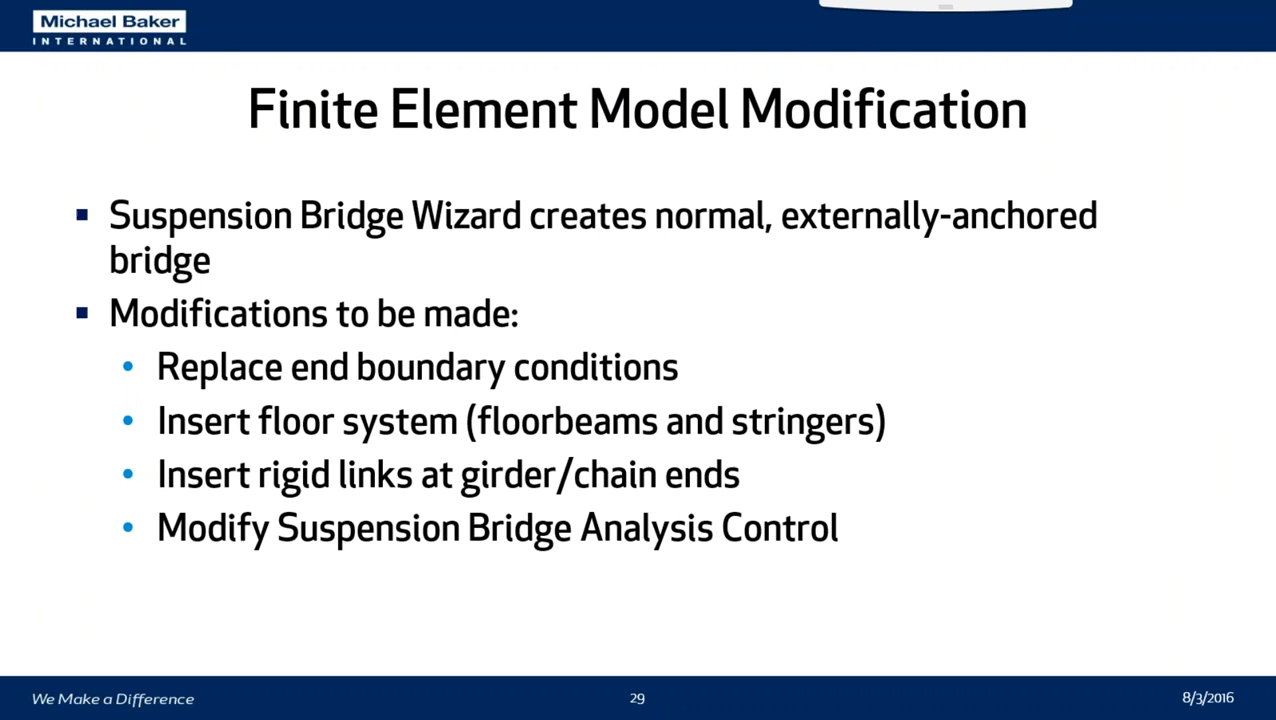 Michael Baker
INTERNATIONAL
Finite Element Model Modification
Suspension Bridge Wizard creates normal, externally-anchored
bridge
Modifications to be made:
Replace end boundary conditions
Insert floor system (floorbeams and stringers)
Insert rigid links at girder/chain ends
Modify Suspension Bridge Analysis Control
We Make a Difference
29
8/3/2016